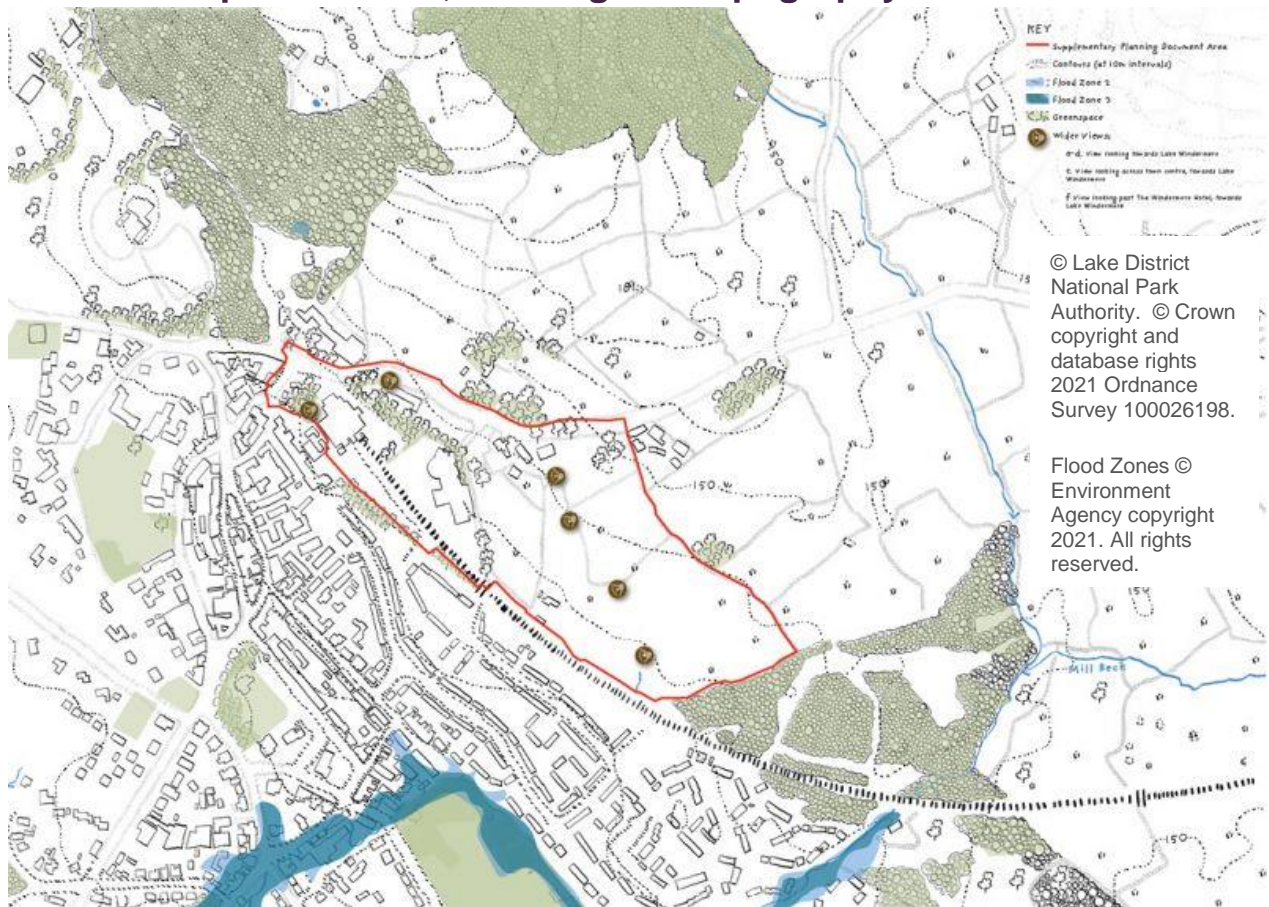 KEY
Supplementary Planning Document Area
Contours (at 10m intervals)
Flood Zone 2
Flood Zone 3
Greenspace
Wider Views
a-d. View looking towards Lake Windermere
e. View looking across town centre, towards Lake
Windermere
f View looking past The Windermere Hotel, towards
Lake Windermere
200
© Lake District
National Park
Authority. © Crown
copyright and
database rights
2021 Ordnance
Survey 100026198.
Flood Zones ©
Environment
Agency copyright
2021. All rights
reserved.
150
150
Mill Beck
150